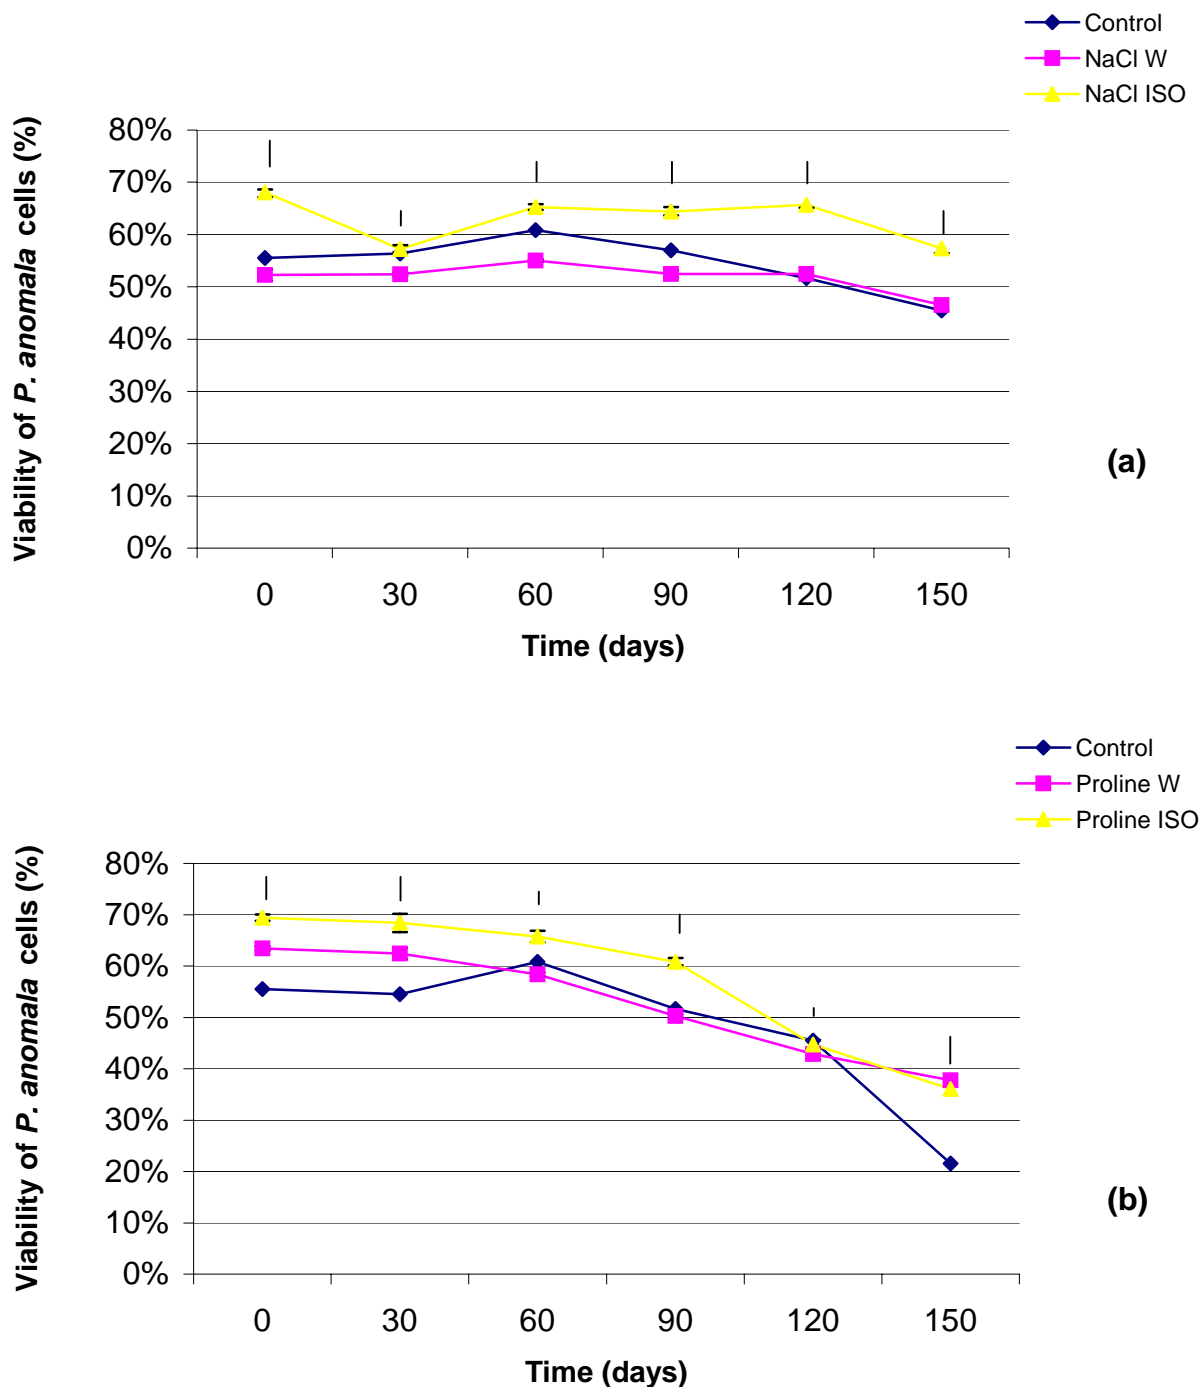 Control
NaCl W
NaCl ISO
Viability of P. anomala cells (%)
80%
70%
60%
50%
40%
30%
20%
10%
0%
0 30 60 90 120 150
Time (days)
(a)
Control
Proline W
Proline ISO
Viability of P. anomala cells (%)
80%
70%
60%
50%
40%
30%
20%
10%
0%
0 30 60 90 120 150
Time (days)
(b)